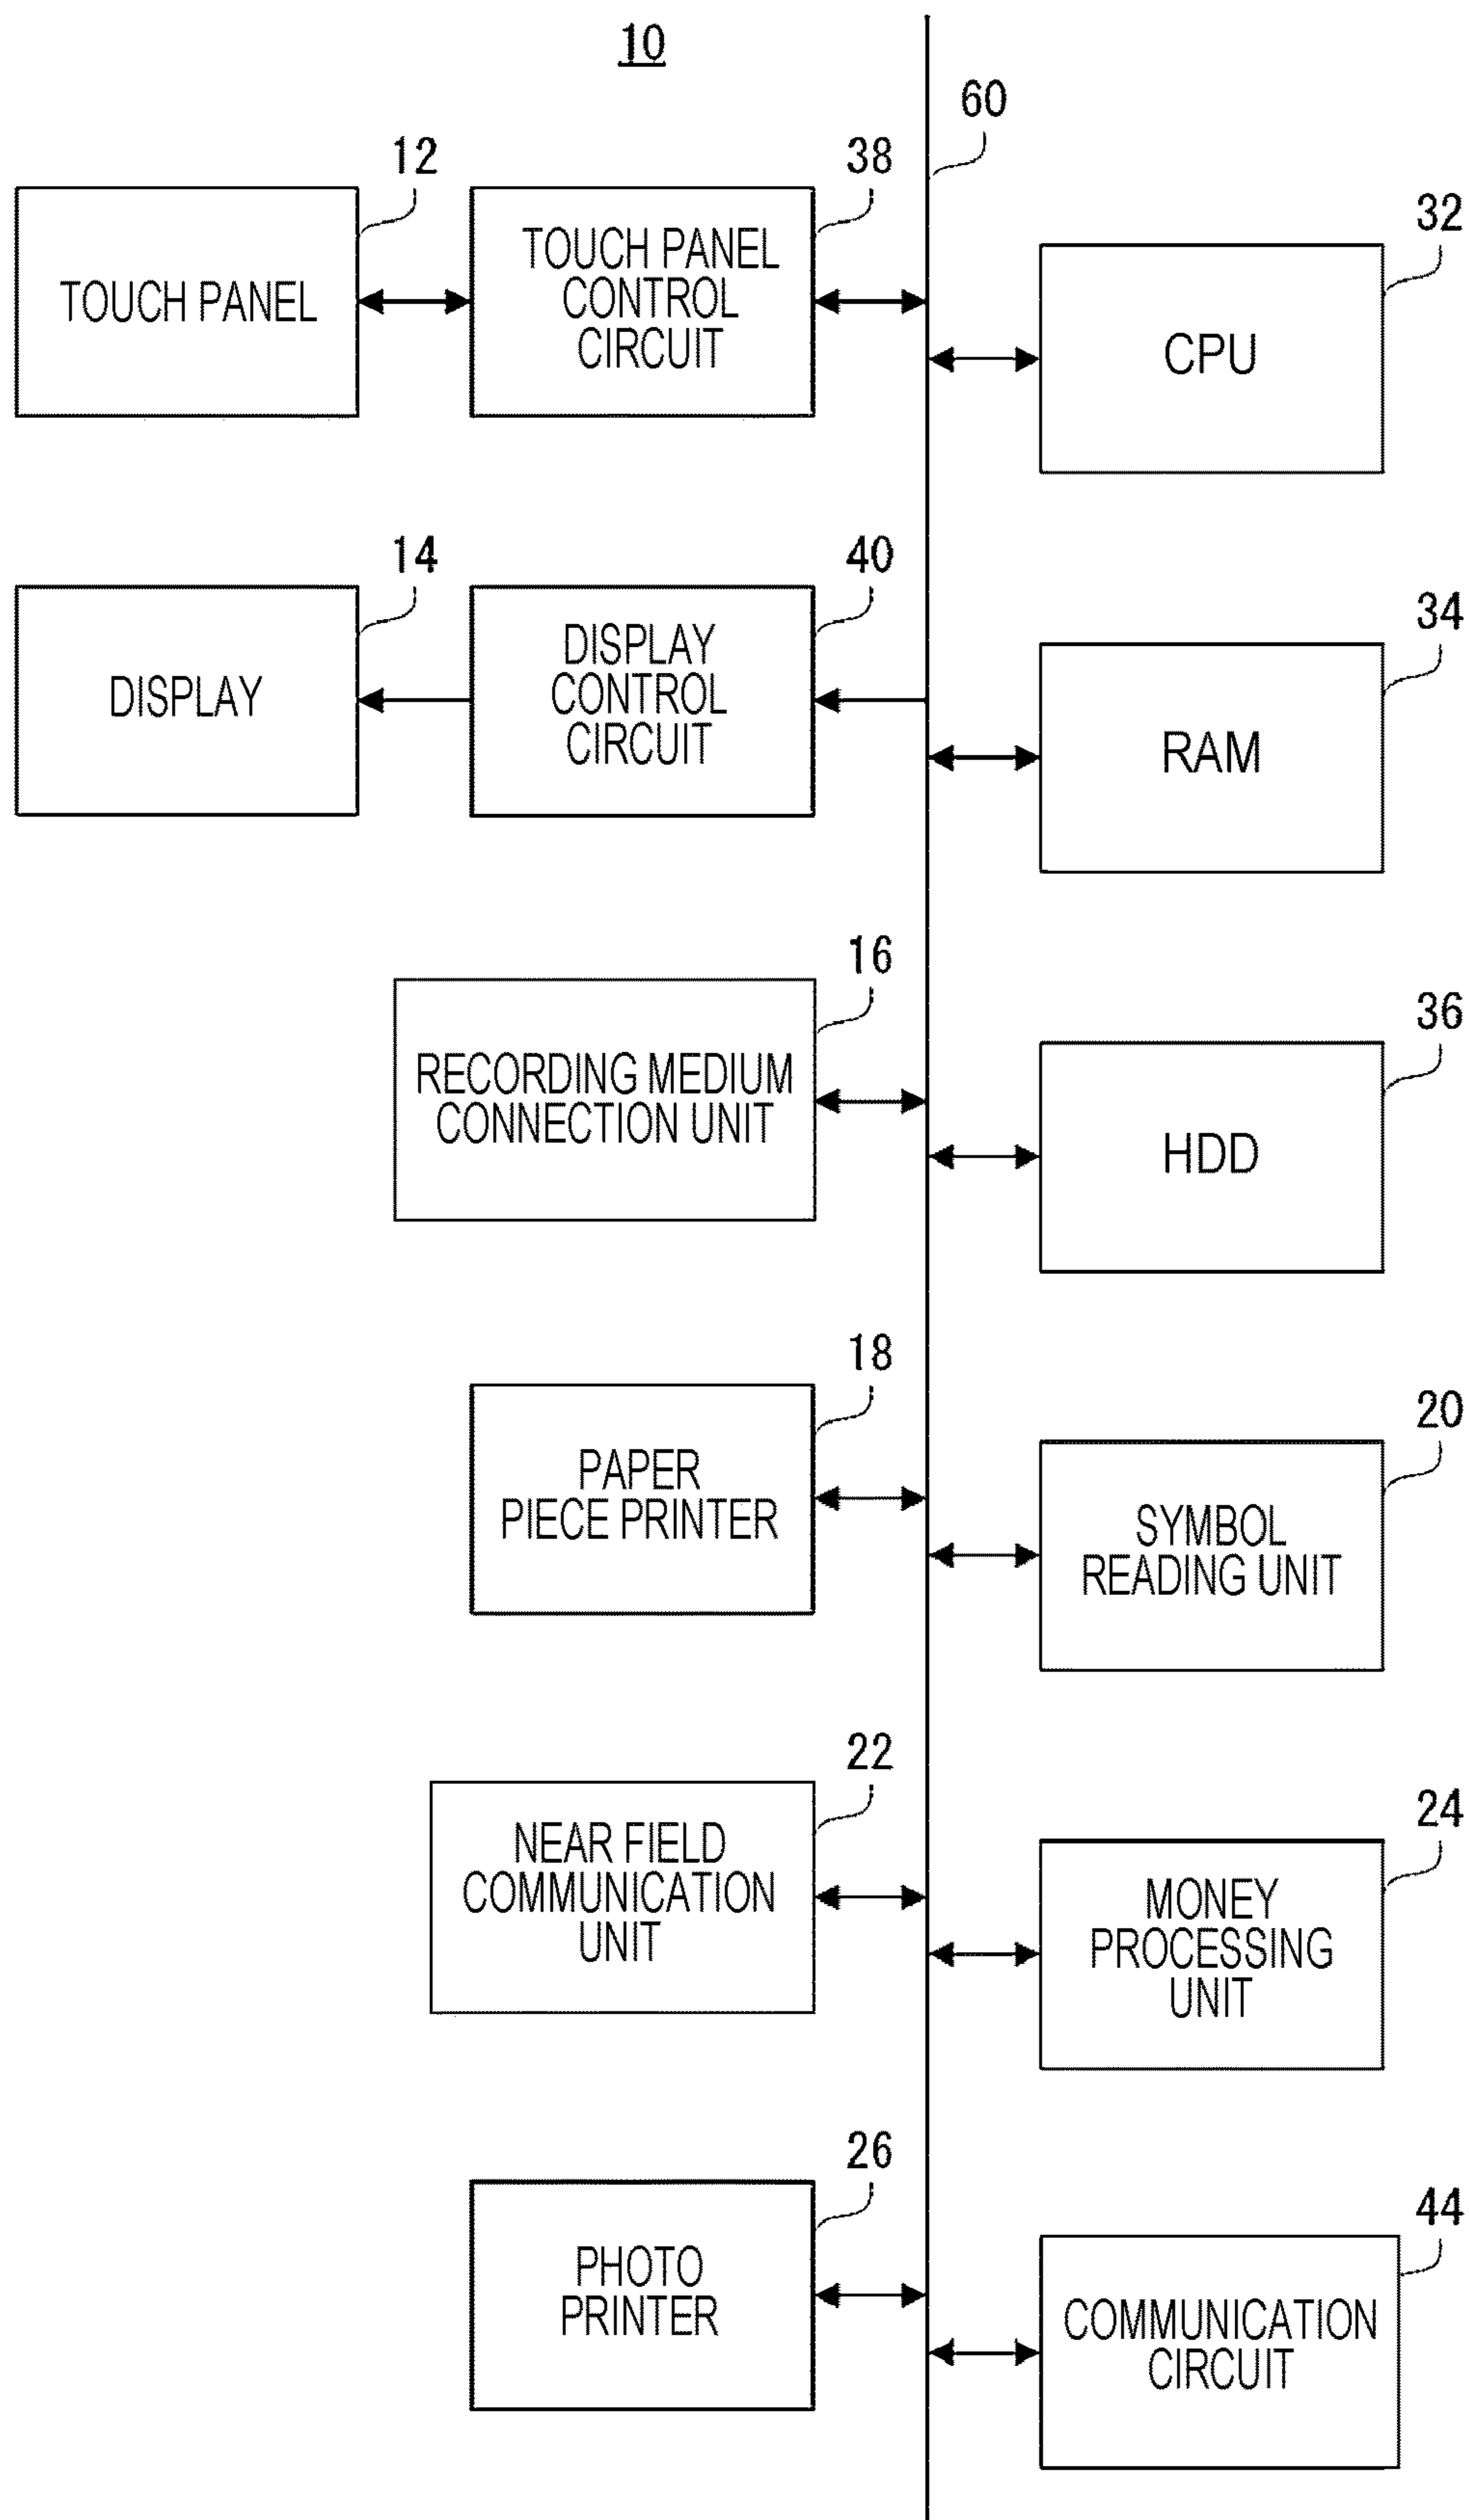 10
60
12
38
32
TOUCH PANEL
TOUCH PANEL
CONTROL
CIRCUIT
CPU
14
40
34
DISPLAY
DISPLAY
CONTROL
CIRCUIT
RAM
16
36
RECORDING MEDIUM
CONNECTION UNIT
HDD
18
20
PAPER
PIECE PRINTER
SYMBOL
READING UNIT
22
24
NEAR FIELD
COMMUNICATION
UNIT
MONEY
PROCESSING
UNIT
26
44
PHOTO
PRINTER
COMMUNICATION
CIRCUIT